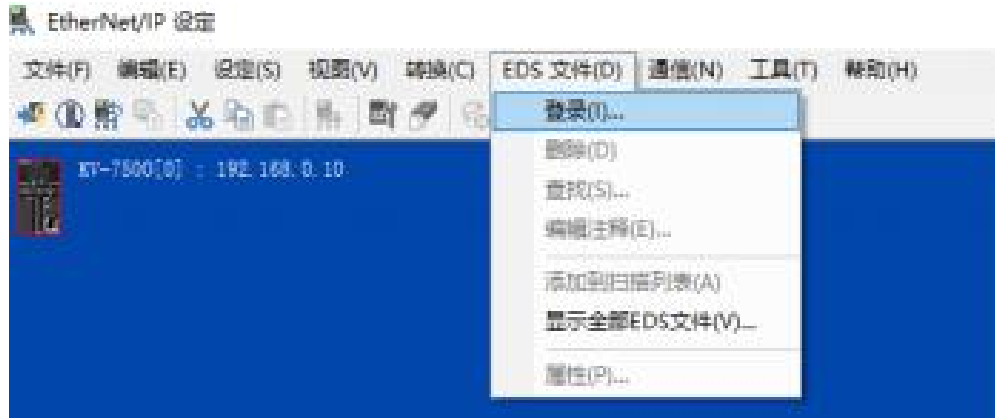 EtherNet/IP 设定
文件(F) 编辑(E) 设定(S) 视图(V) 转换(C) EDS 文件(D) 通信(N) 工具(T) 帮助(H)
登录(I)...
删除(D)
查找(S)...
编辑注释(E)...
添加到扫描列表(A)
显示全部EDS文件(V)...
属性(P)...
KV-7500[0] : 192.168.0.10